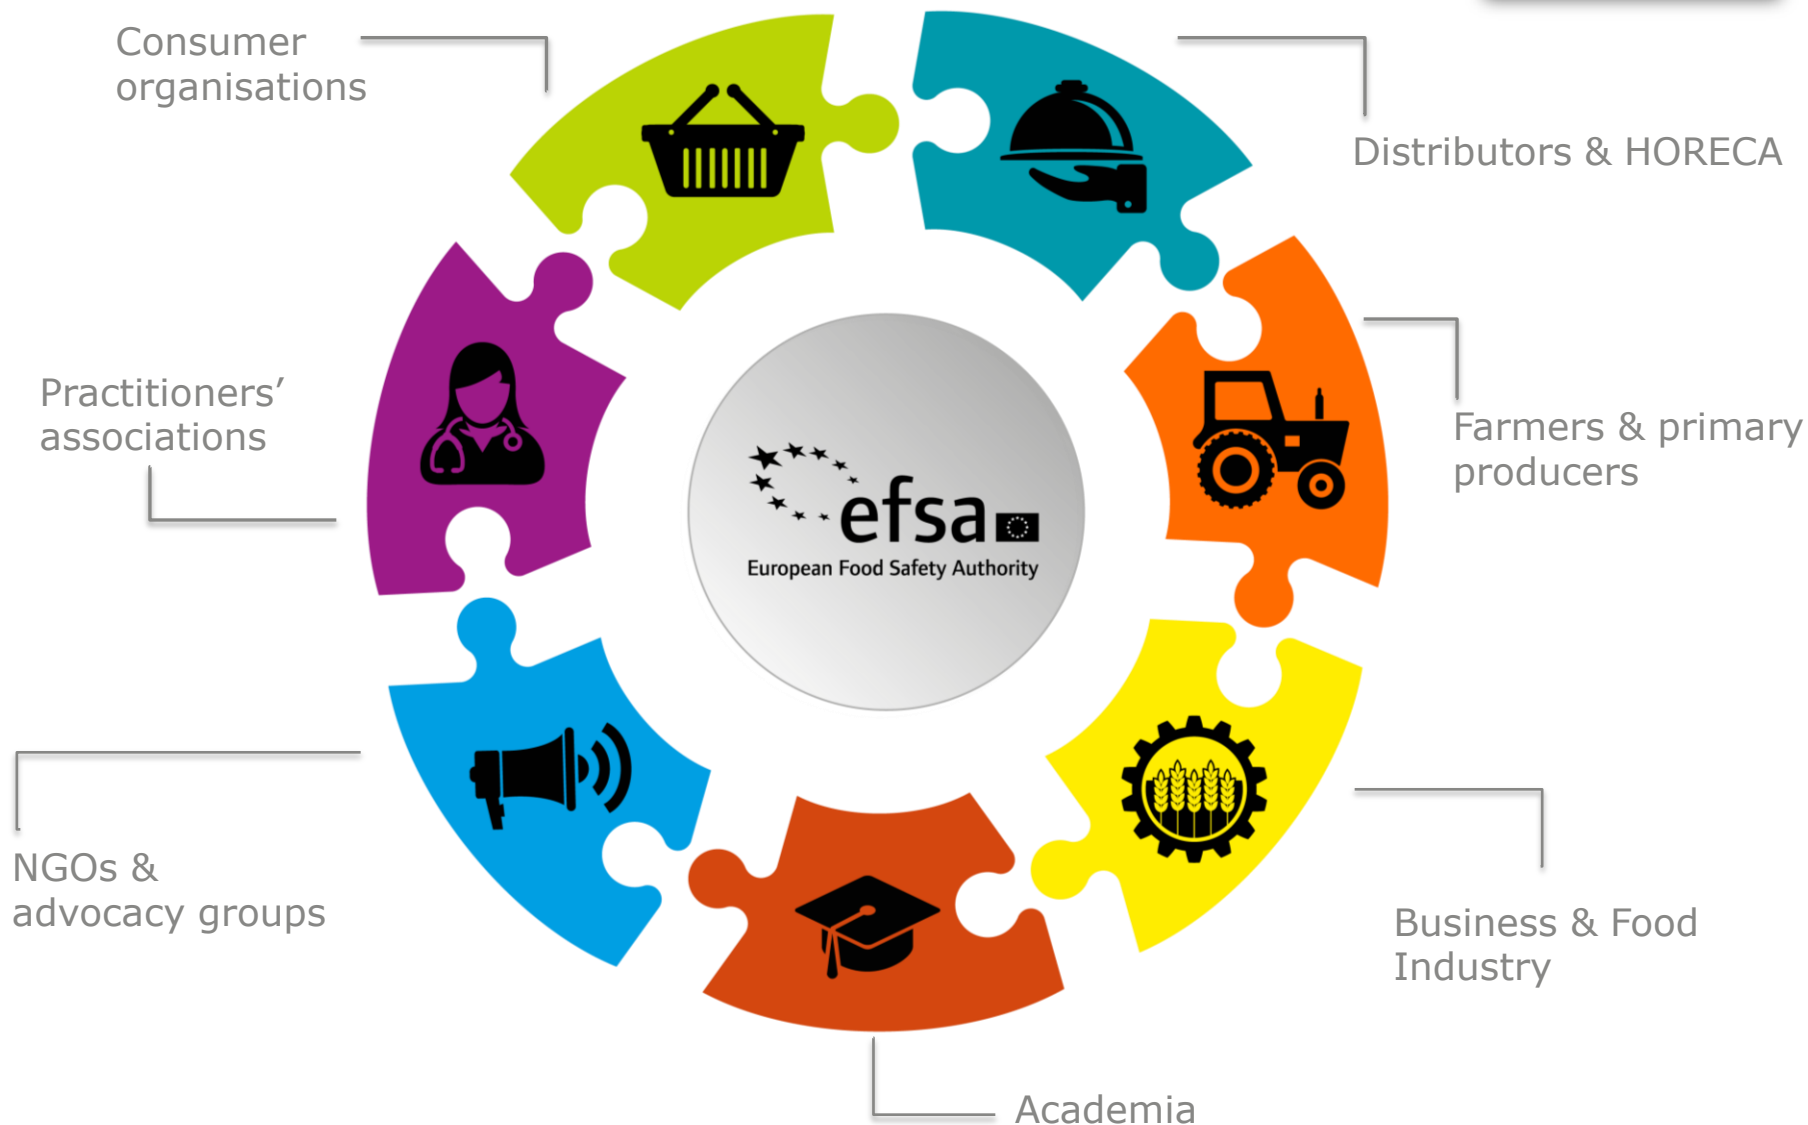 Consumer
organisations
Distributors & HORECA
Practitioners’
associations
Farmers & primary
producers
efsa
European Food Safety Authority
NGOs &
advocacy groups
Business & Food
Industry
Academia